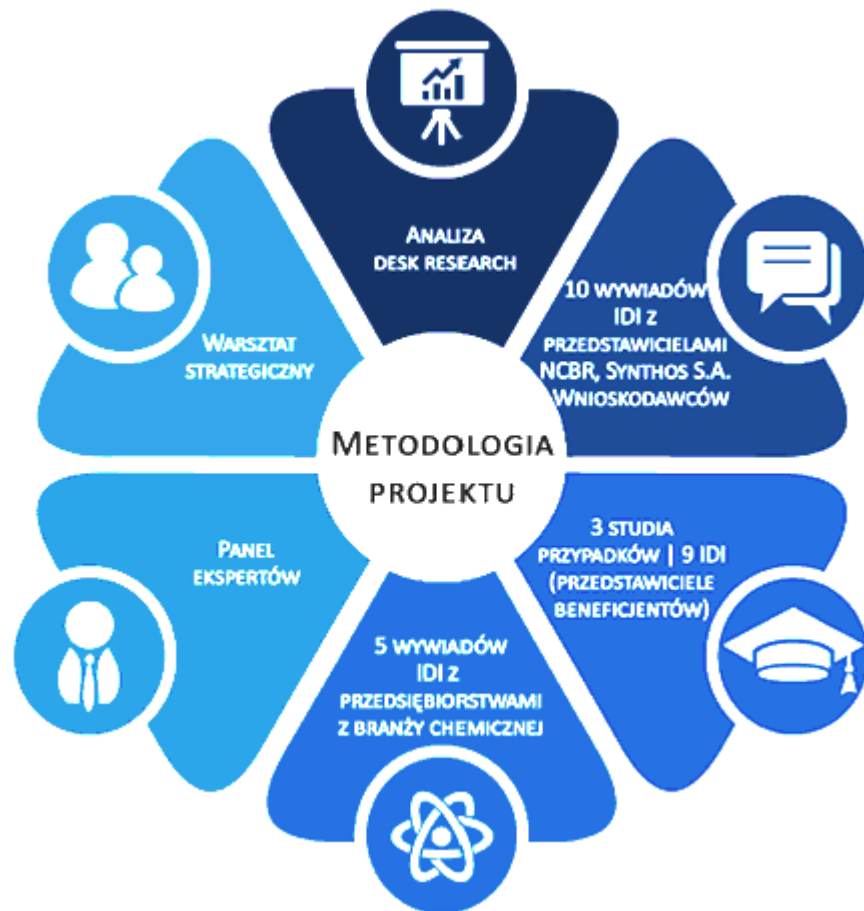 Metodologia
projektu
Analiza
desk research
10 wywiadów
IDI z
przedstawicielami
NCBR, Synthos S.A.
Wnioskodawców
3 studia
przypadków | 9 IDI
(przedstawiciele
beneficjentów)
5 wywiadów
IDI z
przedsiębiorstwami
z branży chemicznej
Panel
ekspertów
Warsztat
strategiczny